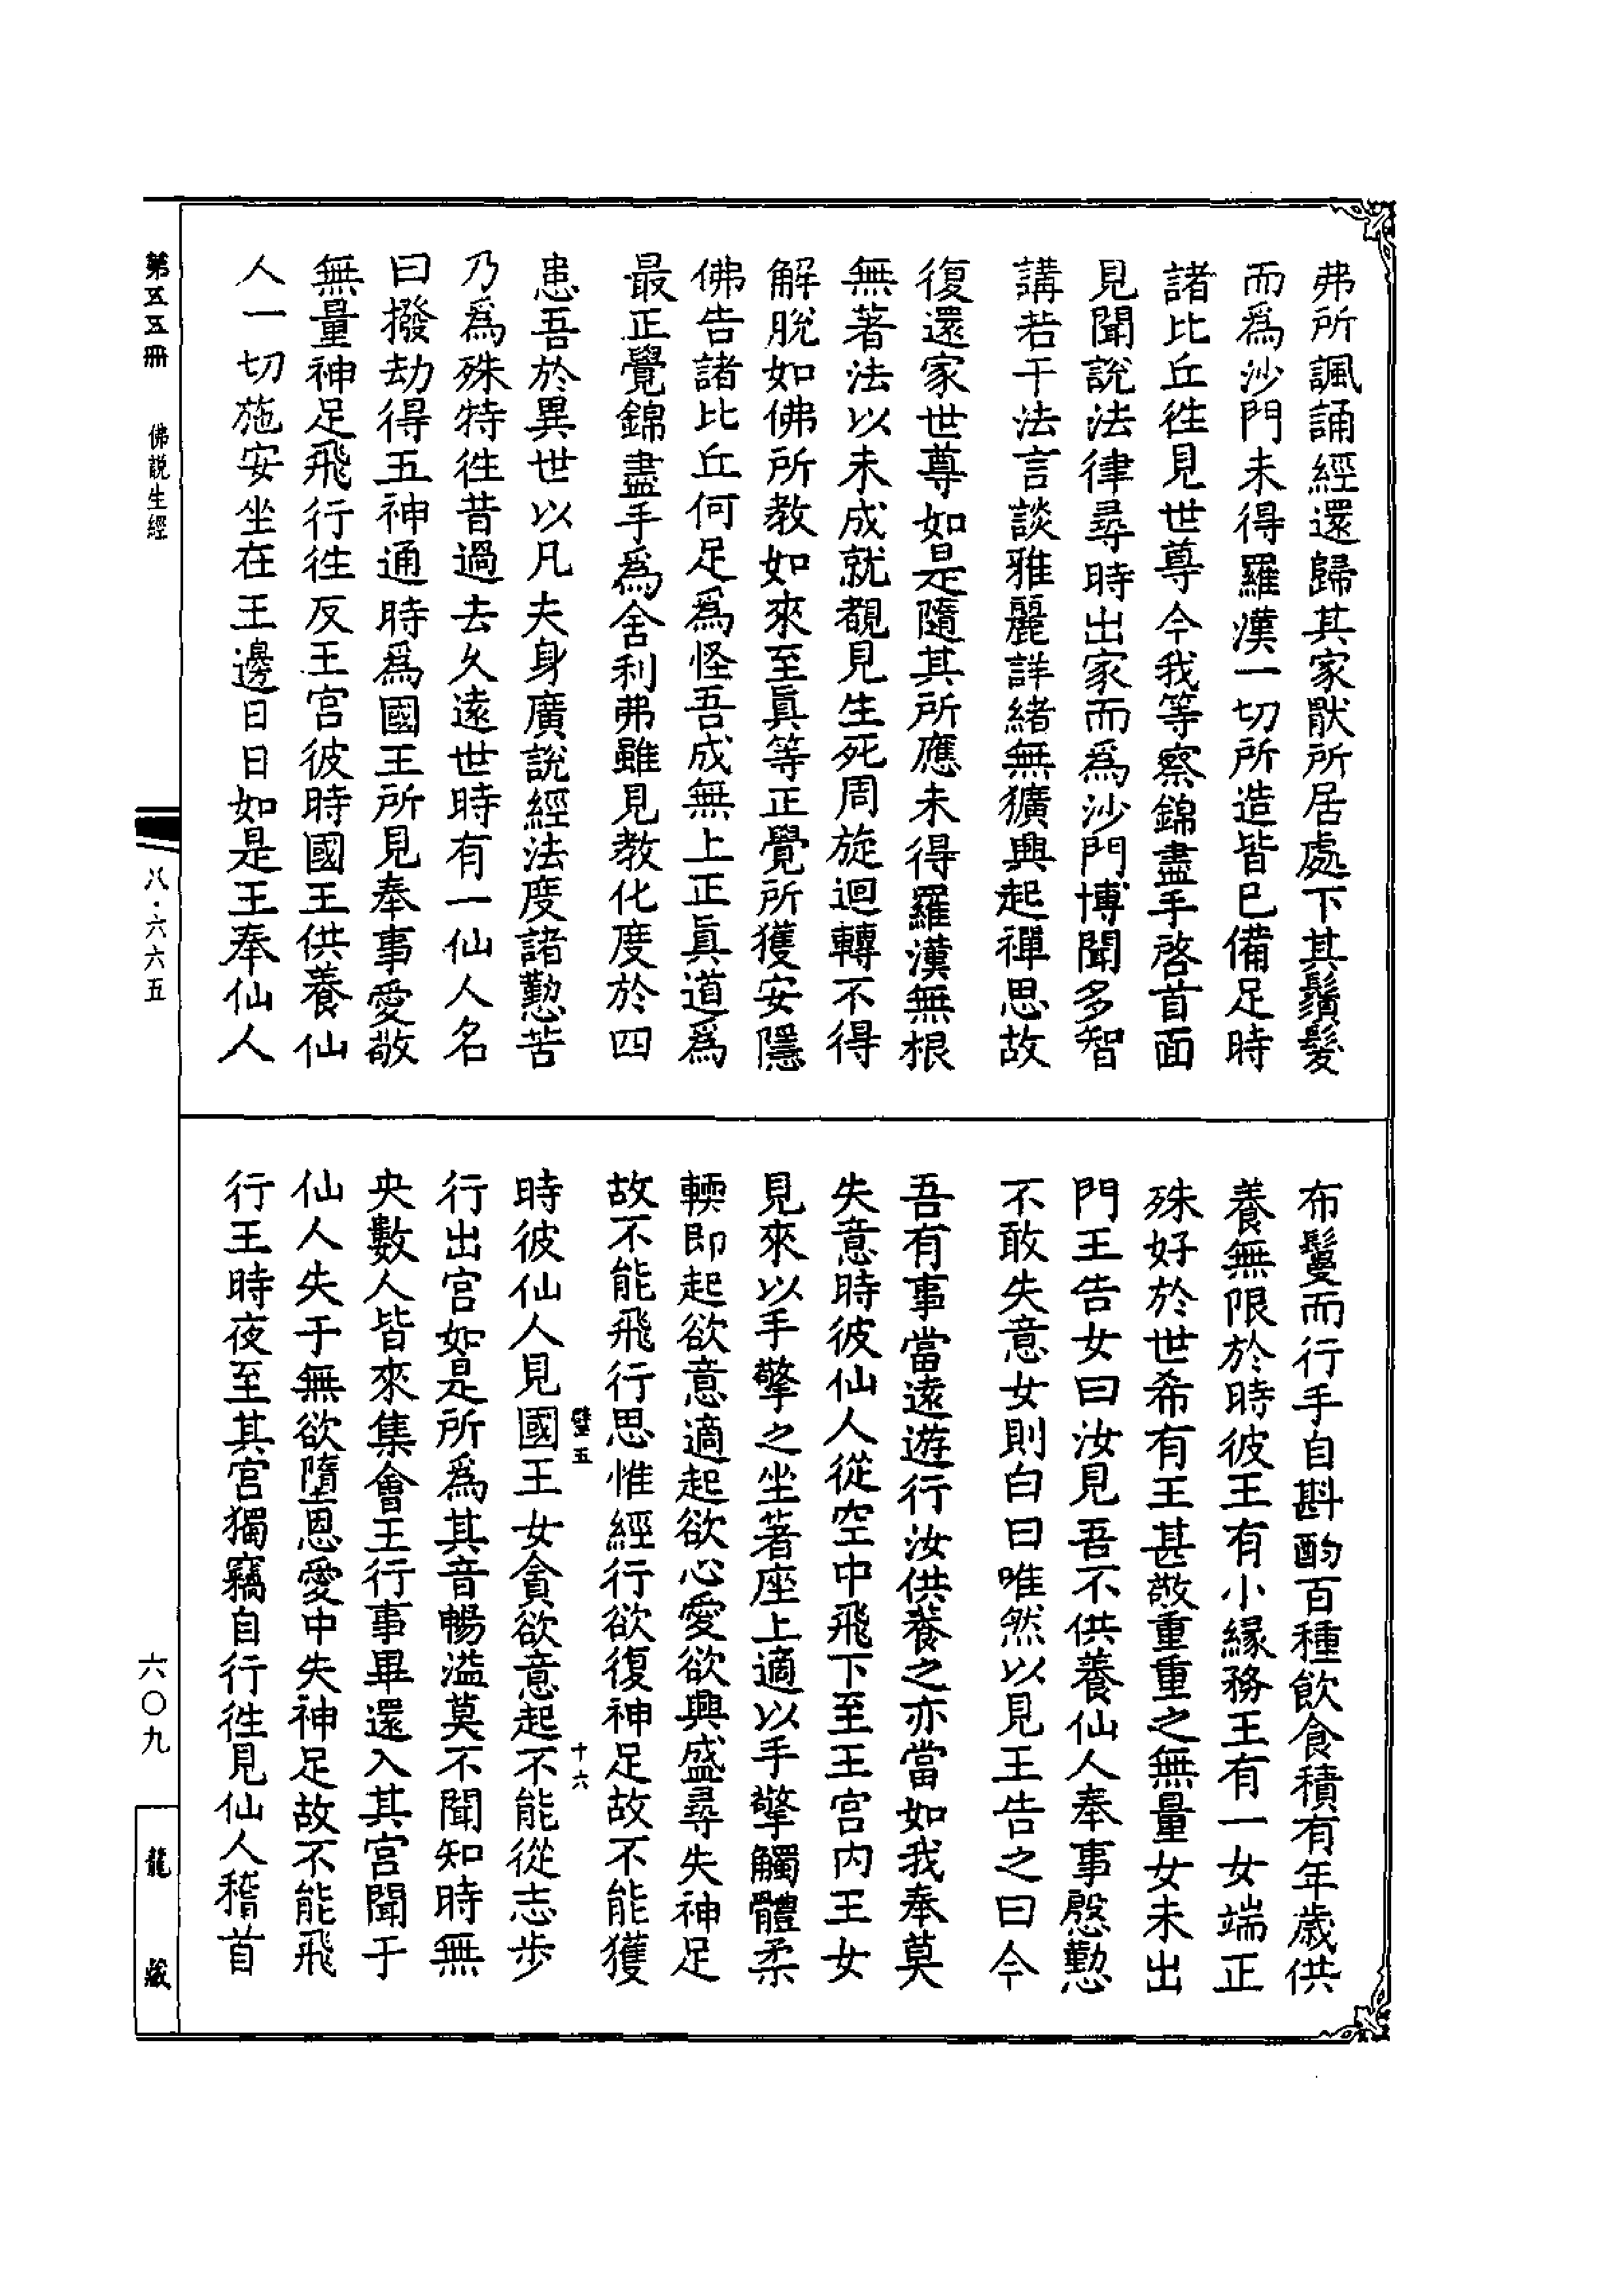 弗所諷誦經還歸其家猒所居處下其鬚髮
而爲沙門未得羅漢一切所造皆已備足時
諸比丘徃見世尊今我等察錦盡手啓首面
見聞說法律尋時出家而爲沙門博聞多智
講若干法言談雅麗詳緒無獷興起禪思故
復還家世尊如是隨其所應未得羅漢無根
無著法以未成就覩見生死周旋迴轉不得
解脫如佛所教如來至眞等正覺所獲安隱
佛告諸比丘何足爲怪吾成無上正眞道爲
最正覺錦盡手爲舍利弗雖見教化度於四
恚吾於異世以凡夫身廣說經法度諸懃苦
乃爲殊特徃昔過去久遠世時有一仙人名
曰撥劫得五神通時爲國王所見奉事愛敬
無量神足飛行徃反王宮彼時國王供養仙
人一切施安坐在王邊日日如是王奉仙人
布髮而行手自斟酌百種飲食積有年歲供
養無限於時彼王有小緣務王有一女端正
殊好於世希有王甚敬重重之無量女未出
門王告女曰汝見吾不供養仙人奉事慇懃
不敢失意女則白曰唯然以見王告之曰今
吾有事當遠遊行汝供養之亦當如我奉莫
失意時彼仙人從空中飛下至王宮內王女
見來以手擎之坐著座上適以手擎觸體柔
輭即起欲意適起欲心愛欲興盛尋失神足
故不能飛行思惟經行欲復神足故不能獲
璧五 十六
時彼仙人見國王女貪欲意起不能從志步
行出宮如是所爲其音暢溢莫不聞知時無
央數人皆來集會王行事畢還入其宮聞于
仙人失于無欲墮恩愛中失神足故不能飛
行王時夜至其宮獨竊自行徃見仙人稽首
第五五冊 佛說生經
八·六六五
六〇九
龍藏